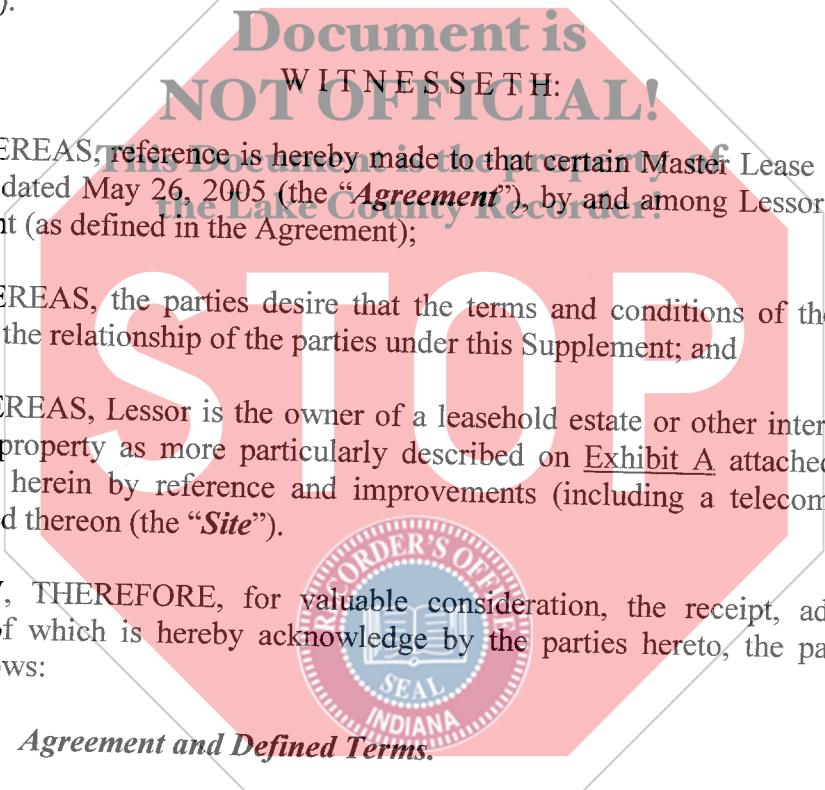 ).
Document is
WITNESSETH:
NOT OFFICIAL!
EREAS, reference is hereby made to that certain Master Lease
This Document is the property of
dated May 26, 2005 (the “Agreement”), by and among Lessor
the Lake County Recorder!
nt (as defined in the Agreement);
EREAS, the parties desire that the terms and conditions of the
the relationship of the parties under this Supplement; and
STOP
EREAS, Lessor is the owner of a leasehold estate or other inter
property as more particularly described on Exhibit A attached
herein by reference and improvements (including a telecom
d thereon (the “Site”).
RECORDER'S OFFICE
, THEREFORE, for valuable consideration, the receipt, ad
of which is hereby acknowledge by the parties hereto, the pa
ows:
SEAL
INDIANA
Agreement and Defined Terms.